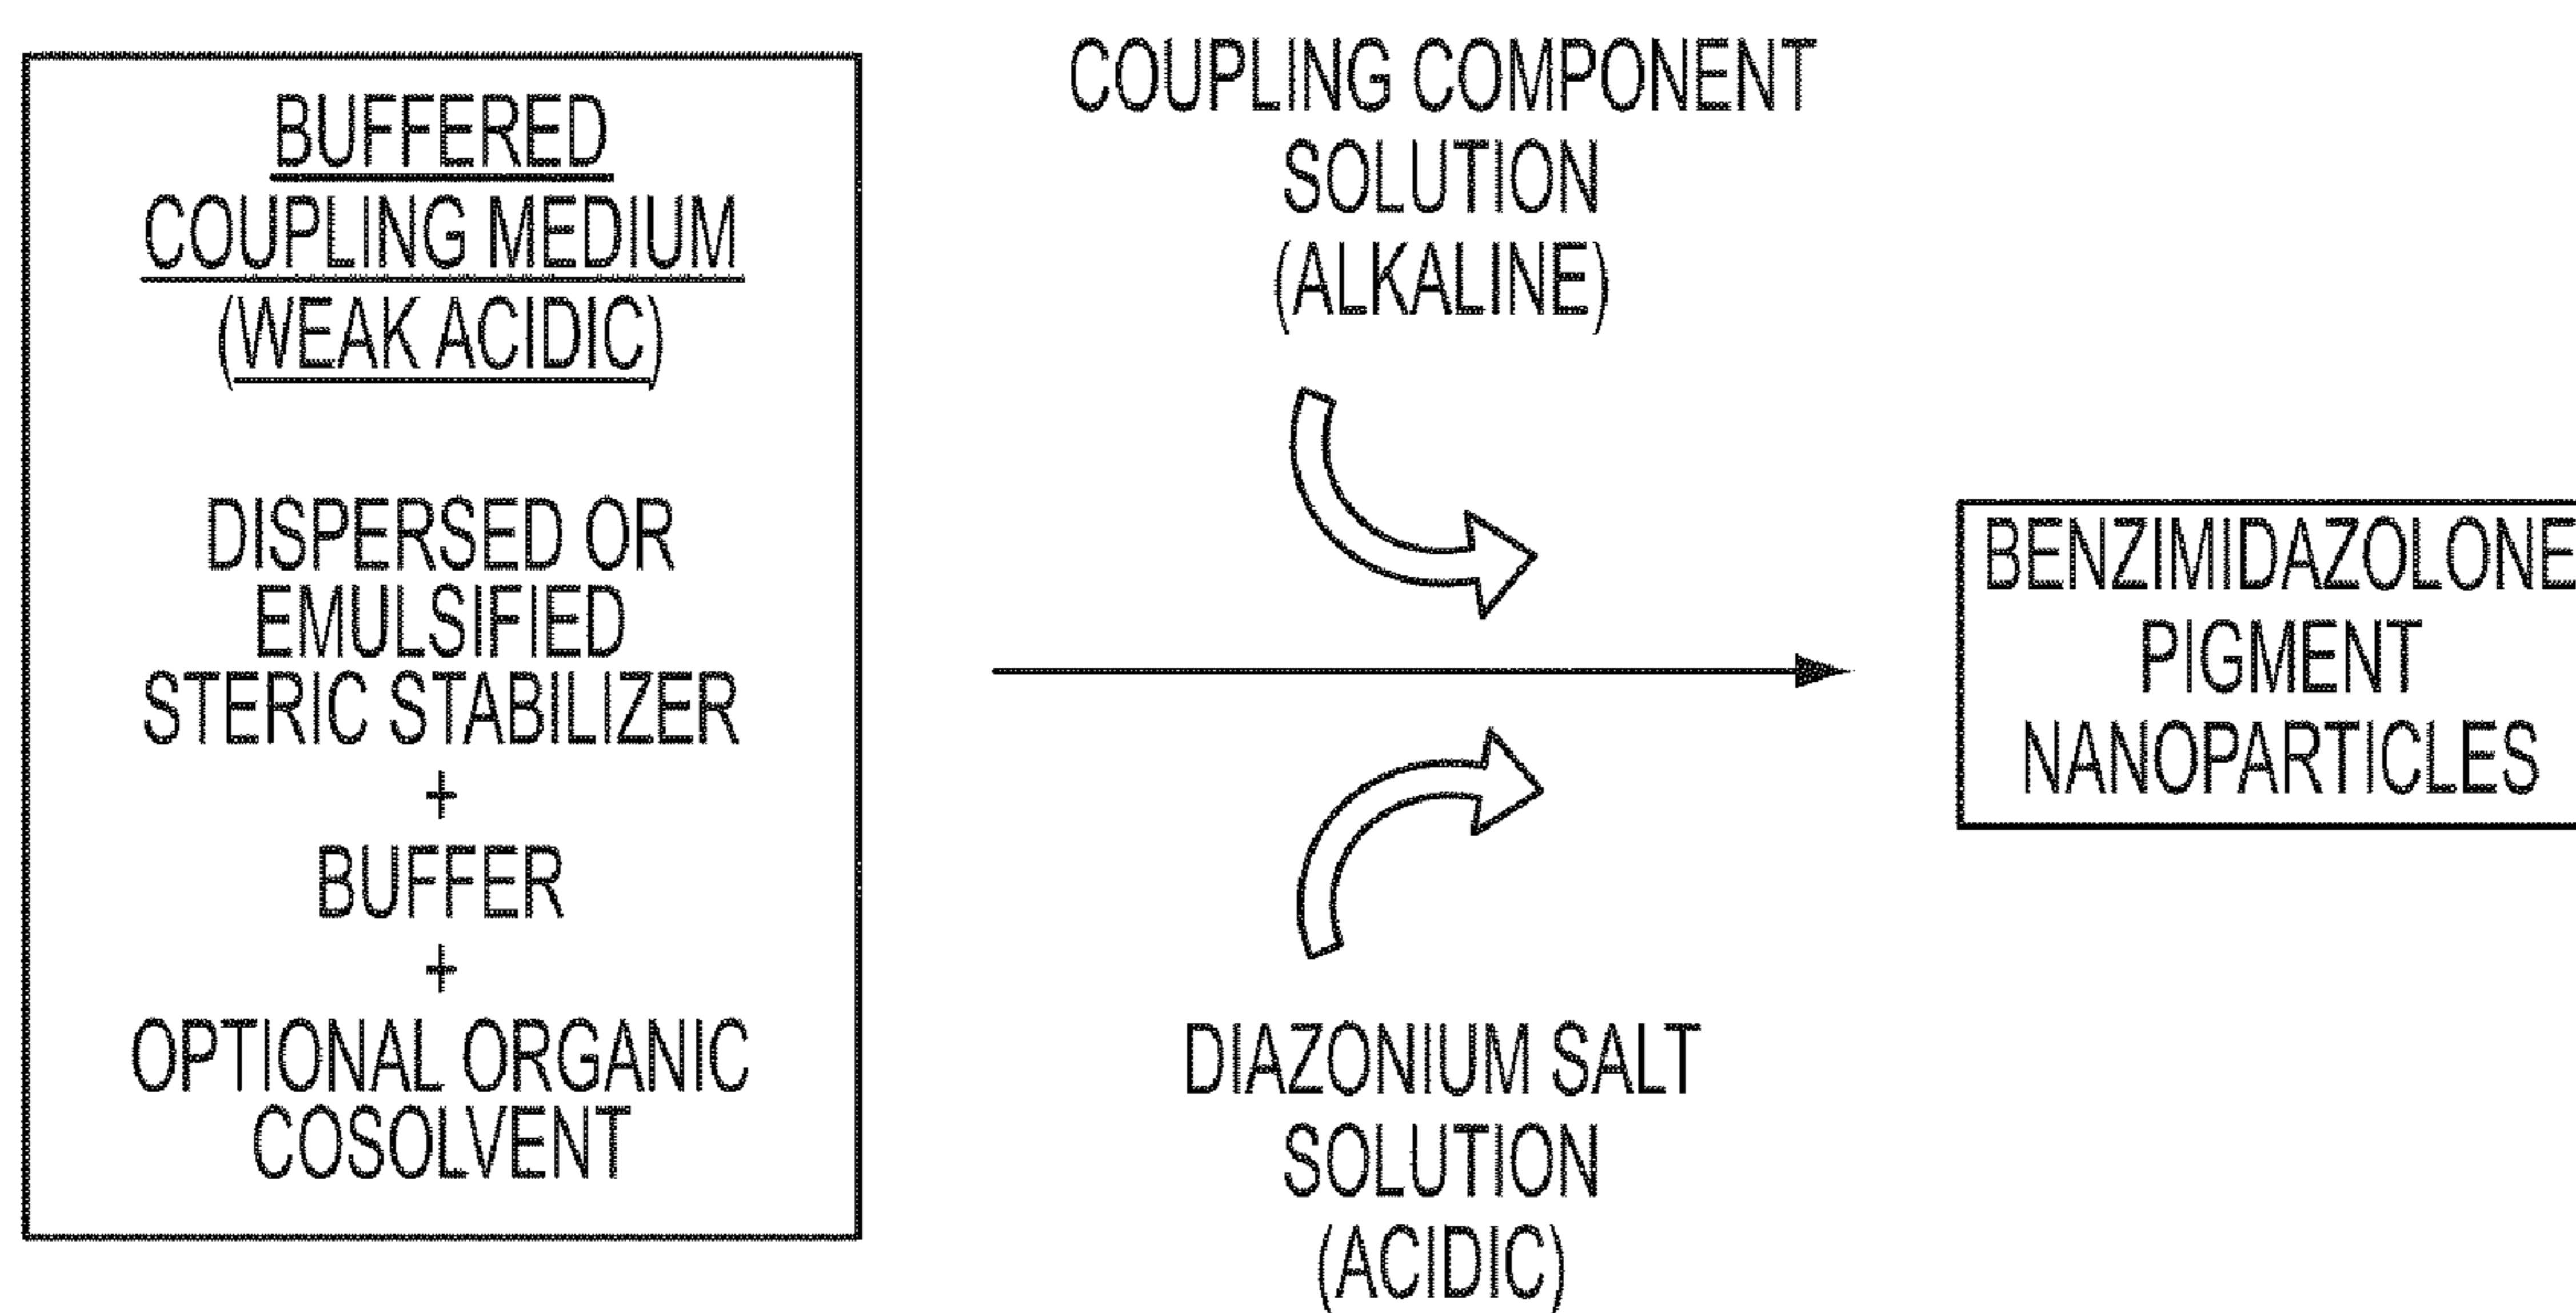 BUFFERED
COUPLING MEDIUM
(WEAK ACIDIC)
DISPERSED OR
EMULSIFIED
STERIC STABILIZER
+
BUFFER
+
OPTIONAL ORGANIC
COSOLVENT
COUPLING COMPONENT
SOLUTION
(ALKALINE)
DIAZONIUM SALT
SOLUTION
(ACIDIC)
BENZIMIDAZOLONE
PIGMENT
NANOPARTICLES